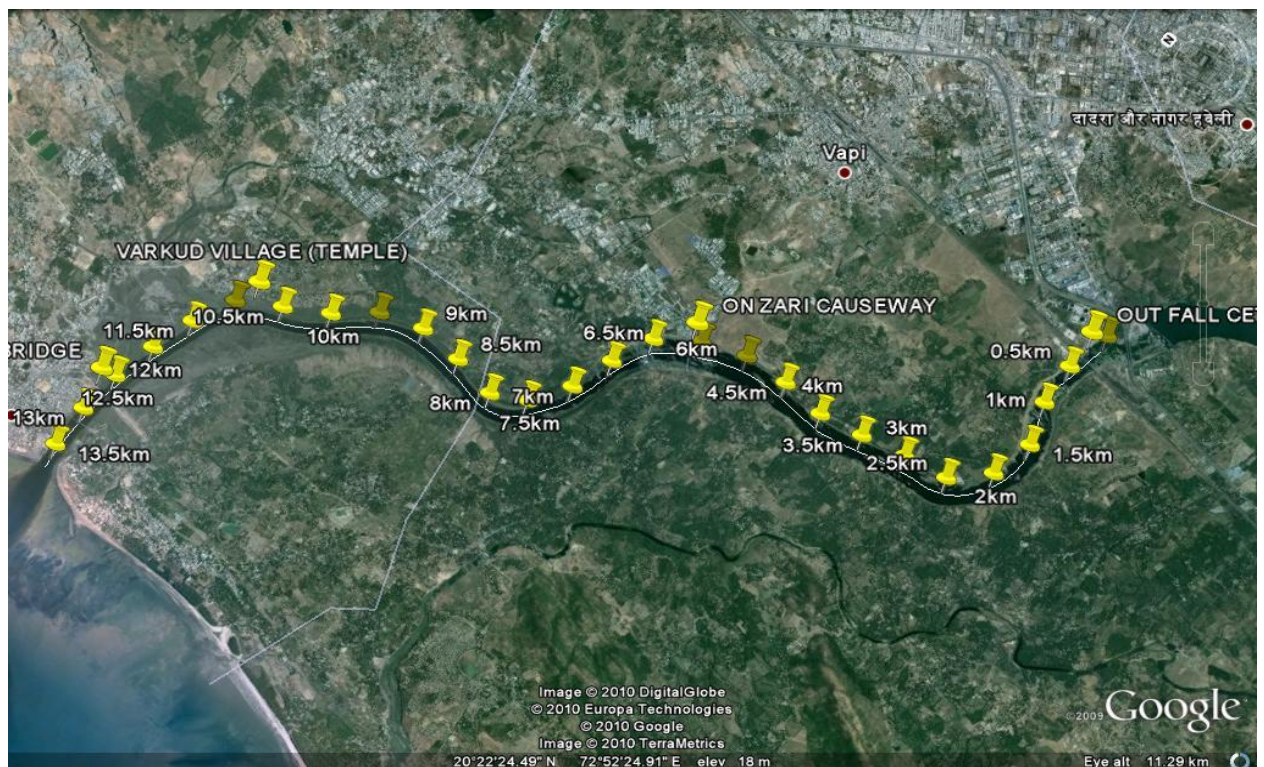 N
दादरा और नागर हवेली
Vapi
VARKUD VILLAGE (TEMPLE)
ON ZARI CAUSEWAY
OUT FALL CE
BRIDGE
11.5km
10.5km
10km
9km
8.5km
6.5km
6km
0.5km
12km
12.5km
13km
13.5km
8km
7km
7.5km
4.5km
4km
3.5km
3km
2.5km
2km
1km
1.5km
Image © 2010 DigitalGlobe
© 2010 Europa Technologies
© 2010 Google
Image © 2010 TerraMetrics
©2009 Google
20°22'24.49" N 72°52'24.91" E elev 18 m
Eye alt 11.29 km